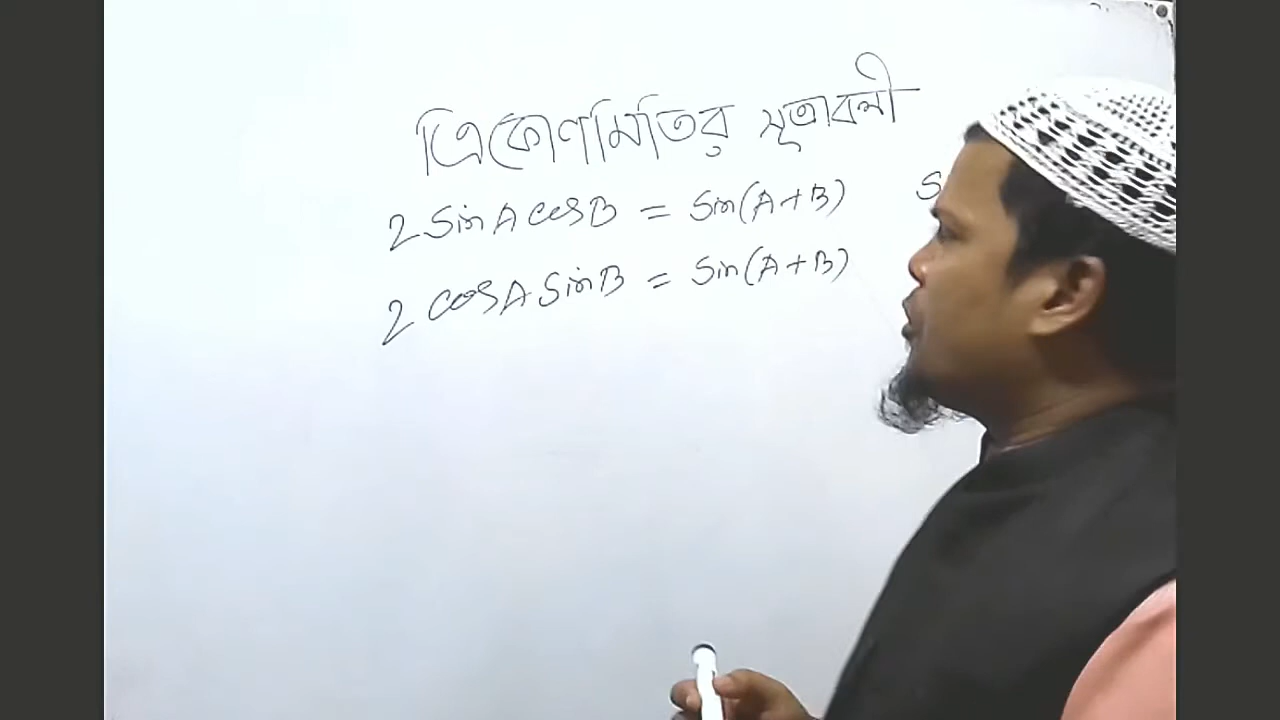 ত্রিকোণমিতির সূত্রাবলী
2 Sin A cos B = Sin(A+B) S
2 cos A Sin B = Sin(A+B)